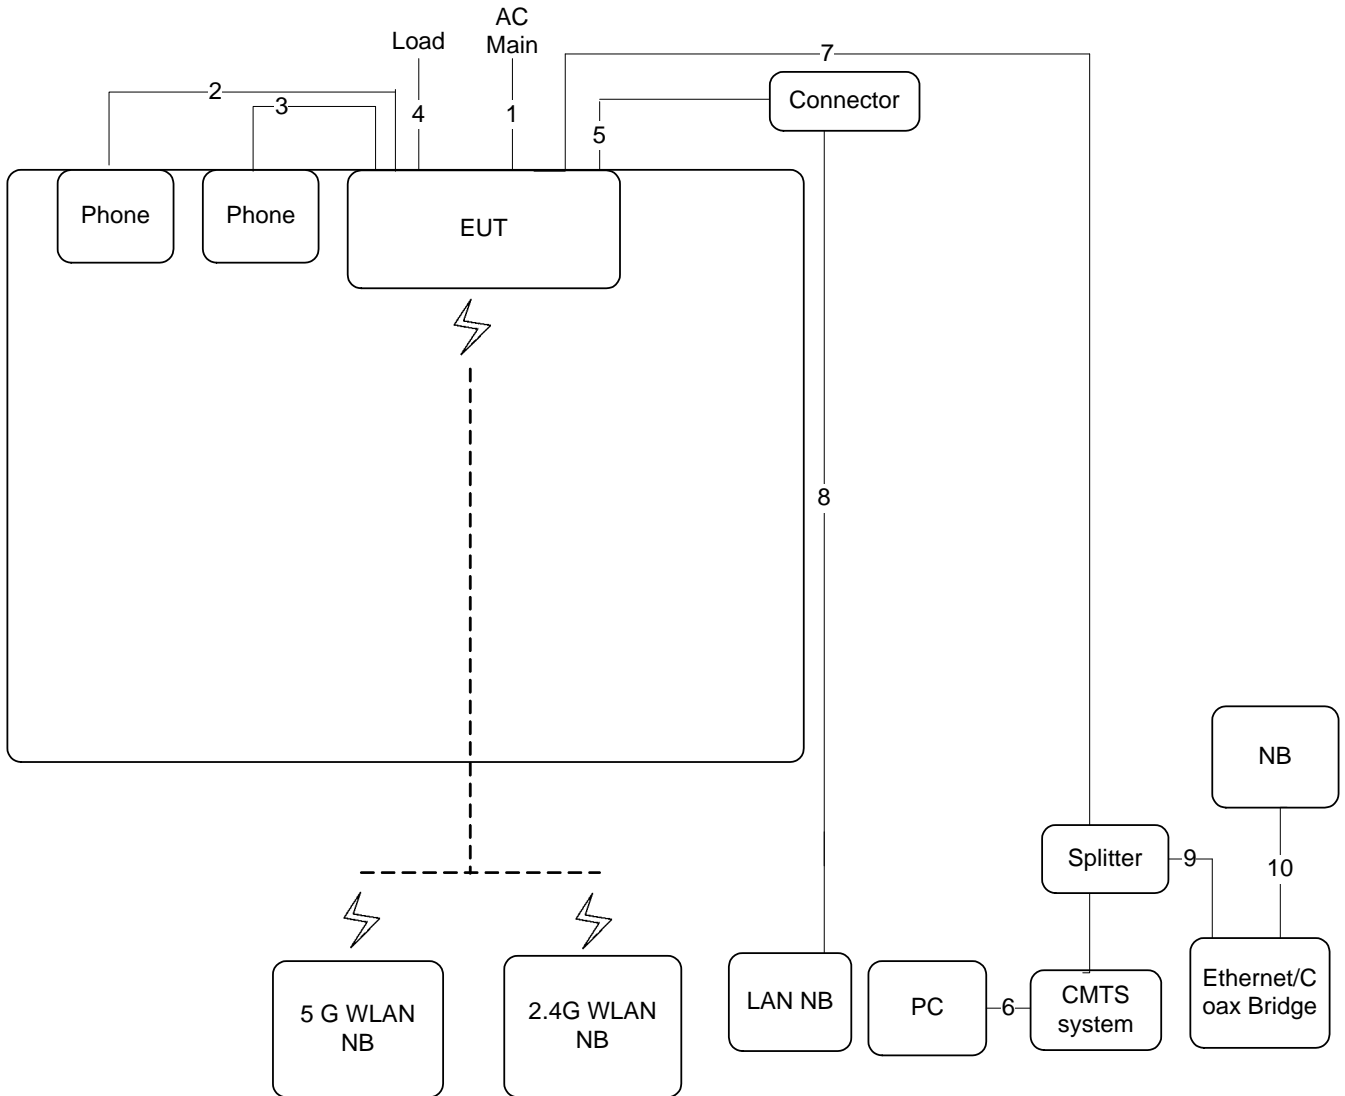 AC
Main
Load
7
2
3
4
1
5
Connector
Phone
Phone
EUT
8
NB
Splitter
9
10
5 G WLAN
NB
2.4G WLAN
NB
LAN NB
PC
6
CMTS
system
Ethernet/C
oax Bridge